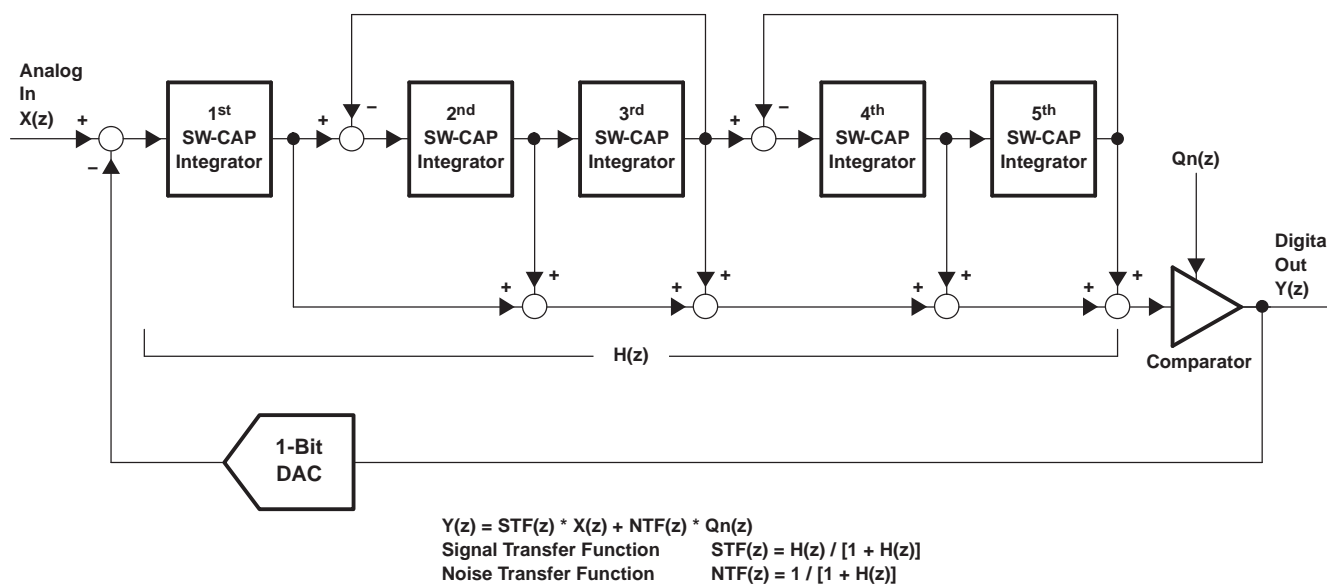 Analog
In
X(z)
+
−
1st
SW-CAP
Integrator
+
−
2nd
SW-CAP
Integrator
3rd
SW-CAP
Integrator
+
−
4th
SW-CAP
Integrator
5th
SW-CAP
Integrator
Qn(z)
+
+
+
+
+
+
+
+
Digital
Out
Y(z)
Comparator
H(z)
1-Bit
DAC
Y(z) = STF(z) * X(z) + NTF(z) * Qn(z)
Signal Transfer Function STF(z) = H(z) / [1 + H(z)]
Noise Transfer Function NTF(z) = 1 / [1 + H(z)]